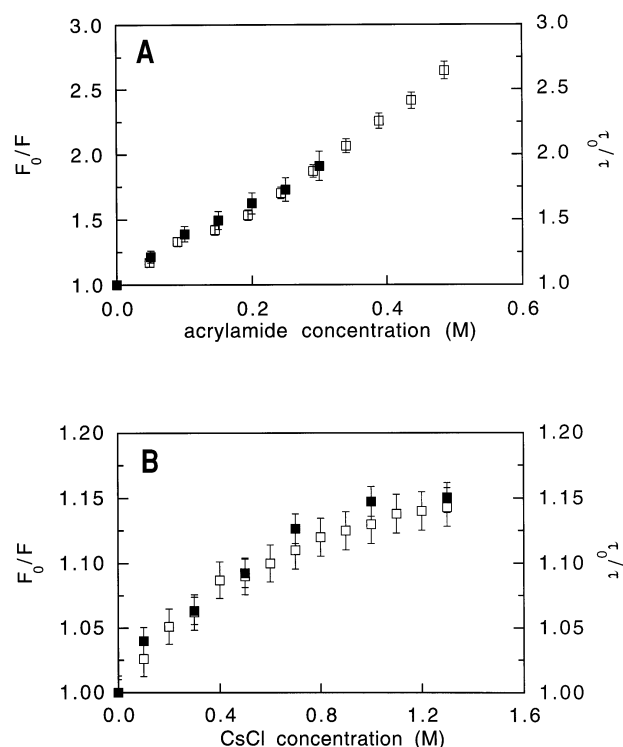 3.0 3.0
A
2.5 2.5
F0/F τ0/τ
2.0 2.0
1.5 1.5
1.0 1.0
0.0 0.2 0.4 0.6
acrylamide concentration (M)
1.20 1.20
B
1.15 1.15
F0/F τ0/τ
1.10 1.10
1.05 1.05
1.00 1.00
0.0 0.4 0.8 1.2 1.6
CsCl concentration (M)